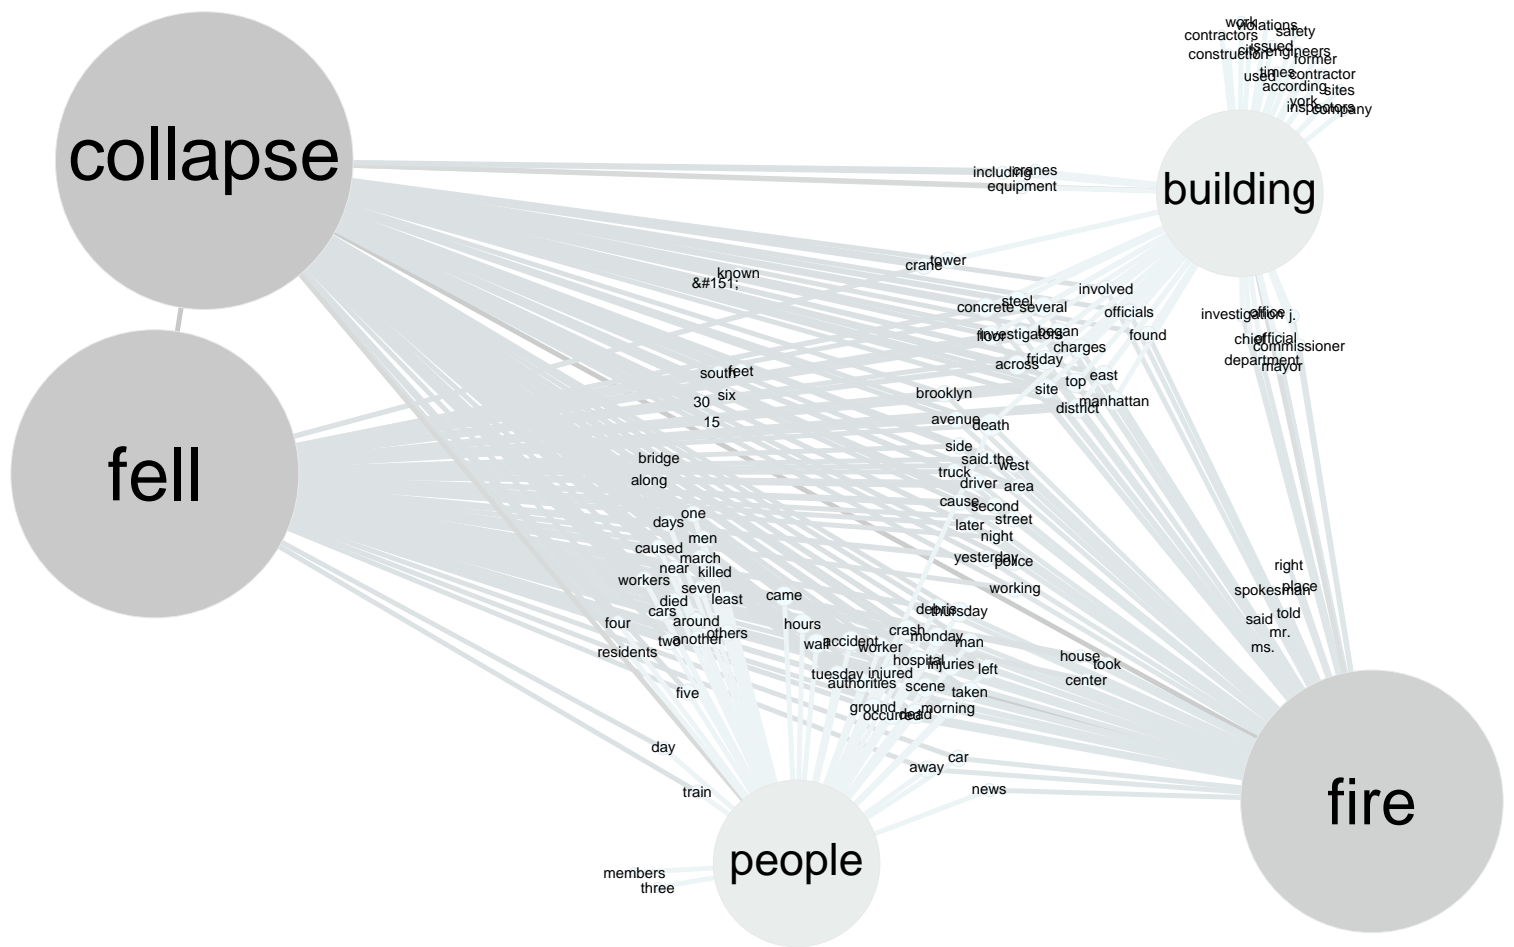 work
violations
safety
contractors
issued
city
engineers
construction
former
times
used
contractor
according
sites
york
inspectors
company
collapse
including
cranes
equipment
building
tower
crane
known
&#151;
involved
steel
concrete
several
officials
investigation
office
j.
began
investigators
floor
found
charges
chief
official
commissioner
friday
department
mayor
across
south
feet
top
east
site
brooklyn
six
30
manhattan
district
15
avenue
death
side
bridge
said.the
west
truck
along
driver
area
fell
cause
second
one
street
days
later
night
men
caused
march
yesterday
police
near
killed
right
workers
seven
working
place
spokesman
came
died
least
cars
debris
thursday
told
said
four
around
hours
crash
mr.
others
monday
two
another
wall
accident
worker
man
ms.
residents
house
hospital
injuries
took
left
tuesday
injured
center
authorities
scene
five
taken
ground
morning
occurred
dead
day
car
away
train
news
fire
people
members
three